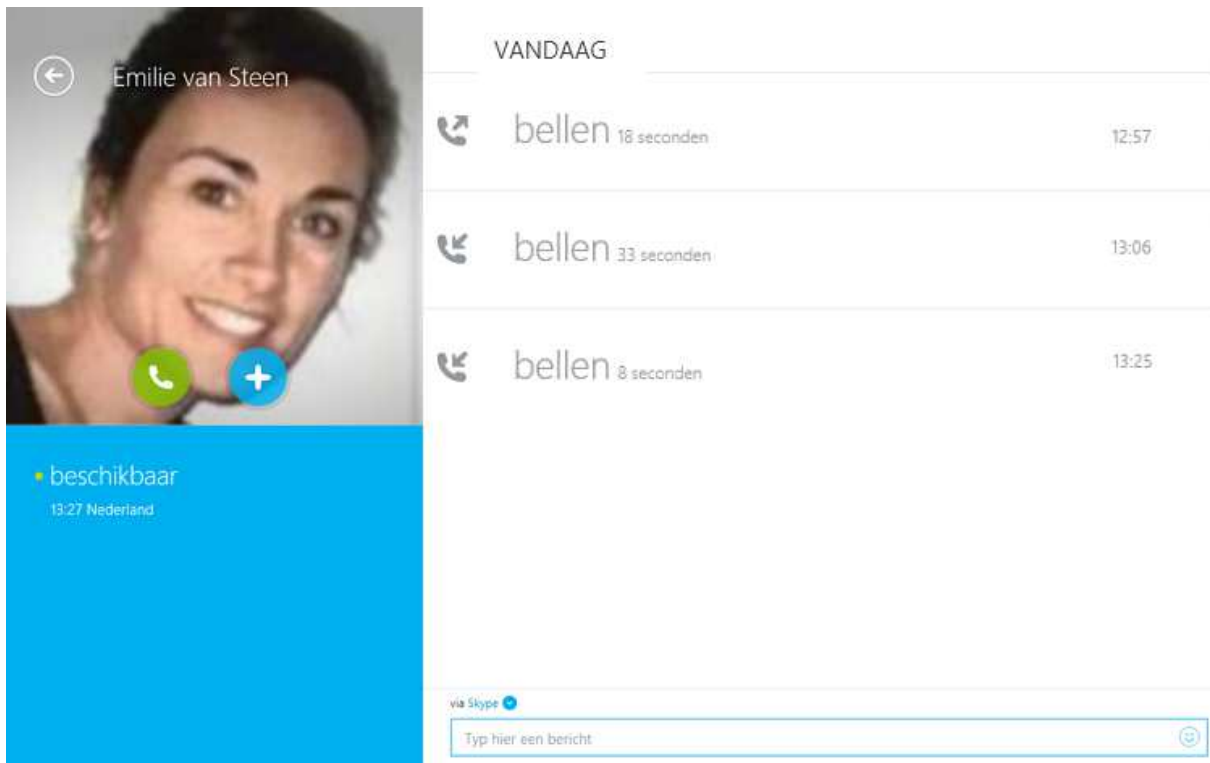 Emilie van Steen
beschikbaar
13:27 Nederland
VANDAAG
bellen 18 seconden 12:57
bellen 33 seconden 13:06
bellen 8 seconden 13:25
via Skype
Typ hier een bericht